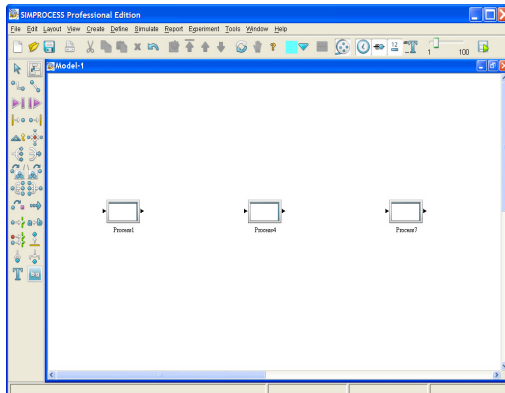 SIMPROCESS Professional Edition
File Edit Layout View Create Define Simulate Report Experiment Tools Window Help
12 T 1 100
Model-1
Process1 Process4 Process7
T